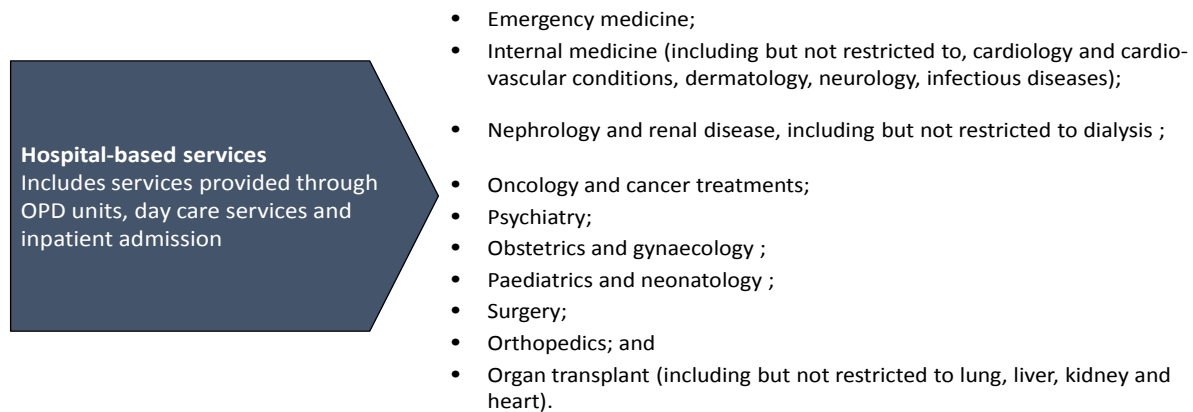 Hospital-based services
Includes services provided through
OPD units, day care services and
inpatient admission
• Emergency medicine;
• Internal medicine (including but not restricted to, cardiology and cardio-
vascular conditions, dermatology, neurology, infectious diseases);
• Nephrology and renal disease, including but not restricted to dialysis ;
• Oncology and cancer treatments;
• Psychiatry;
• Obstetrics and gynaecology ;
• Paediatrics and neonatology ;
• Surgery;
• Orthopedics; and
• Organ transplant (including but not restricted to lung, liver, kidney and
heart).